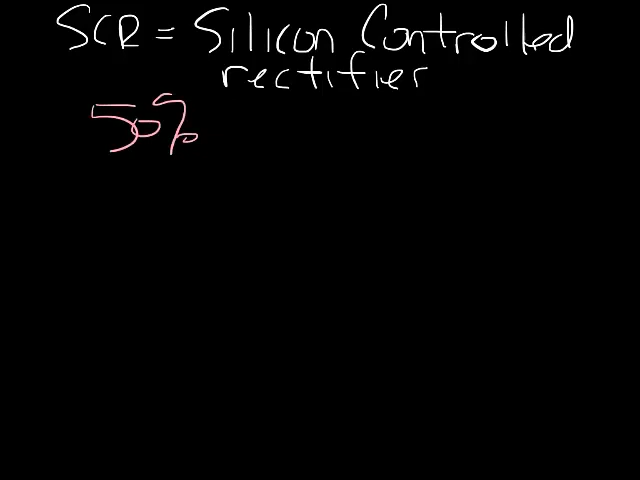 SCR = Silicon Controlled
rectifier
50%